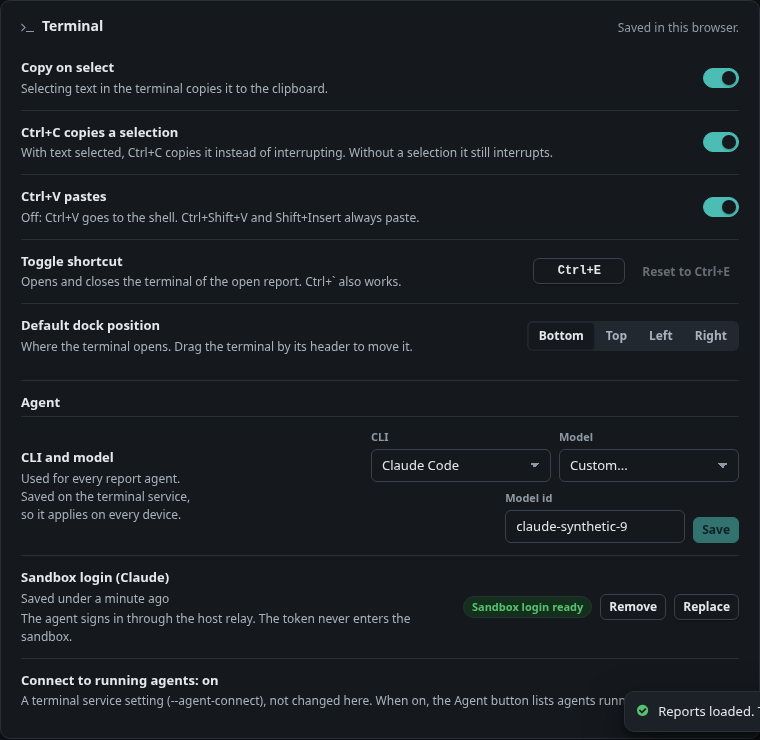 >_ Terminal
Saved in this browser.
Copy on select
Selecting text in the terminal copies it to the clipboard.
Ctrl+C copies a selection
With text selected, Ctrl+C copies it instead of interrupting. Without a selection it still interrupts.
Ctrl+V pastes
Off: Ctrl+V goes to the shell. Ctrl+Shift+V and Shift+Insert always paste.
Toggle shortcut
Opens and closes the terminal of the open report. Ctrl+` also works.
Ctrl+E
Reset to Ctrl+E
Default dock position
Where the terminal opens. Drag the terminal by its header to move it.
Bottom Top Left Right
Agent
CLI and model
Used for every report agent.
Saved on the terminal service,
so it applies on every device.
CLI
Claude Code
Model
Custom...
Model id
claude-synthetic-9
Save
Sandbox login (Claude)
Saved under a minute ago
The agent signs in through the host relay. The token never enters the
sandbox.
Sandbox login ready
Remove
Replace
Connect to running agents: on
A terminal service setting (--agent-connect), not changed here. When on, the Agent button lists agents
Reports loaded.